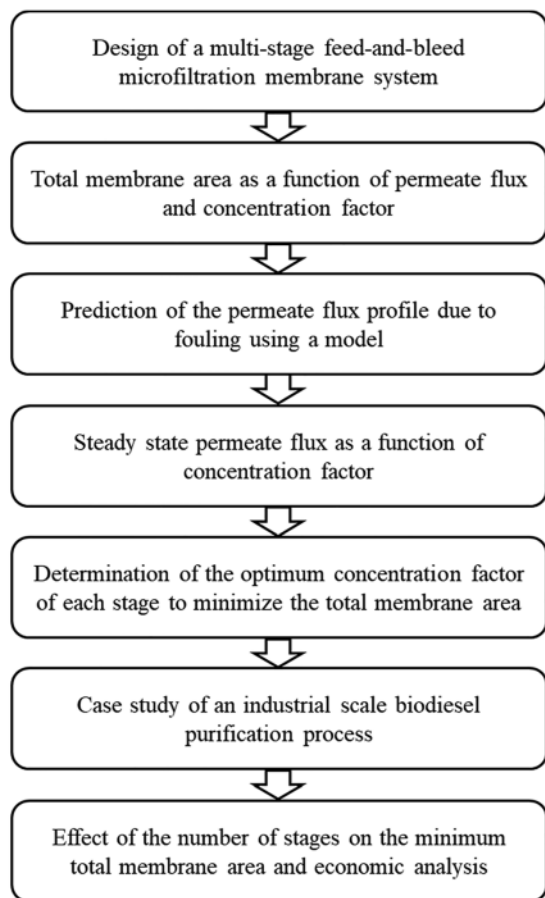 Design of a multi-stage feed-and-bleed
microfiltration membrane system
Total membrane area as a function of permeate flux
and concentration factor
Prediction of the permeate flux profile due to
fouling using a model
Steady state permeate flux as a function of
concentration factor
Determination of the optimum concentration factor
of each stage to minimize the total membrane area
Case study of an industrial scale biodiesel
purification process
Effect of the number of stages on the minimum
total membrane area and economic analysis